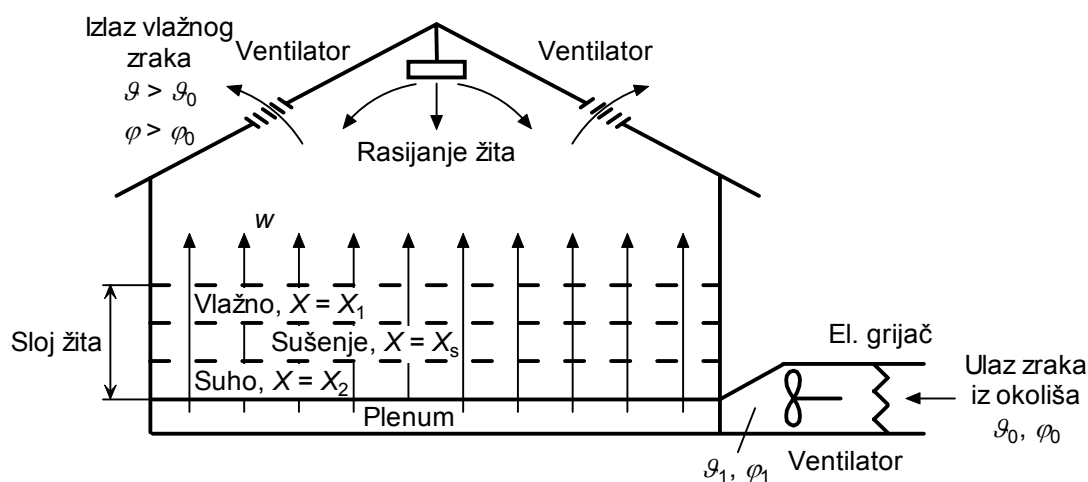 Izlaz vlažnog
zraka
ϑ > ϑ₀
φ > φ₀
Ventilator
Ventilator
Rasijanje žita
w
Sloj žita
Vlažno, X = X₁
Sušenje, X = Xₛ
Suho, X = X₂
Plenum
El. grijač
Ulaz zraka
iz okoliša
ϑ₀, φ₀
ϑ₁, φ₁
Ventilator